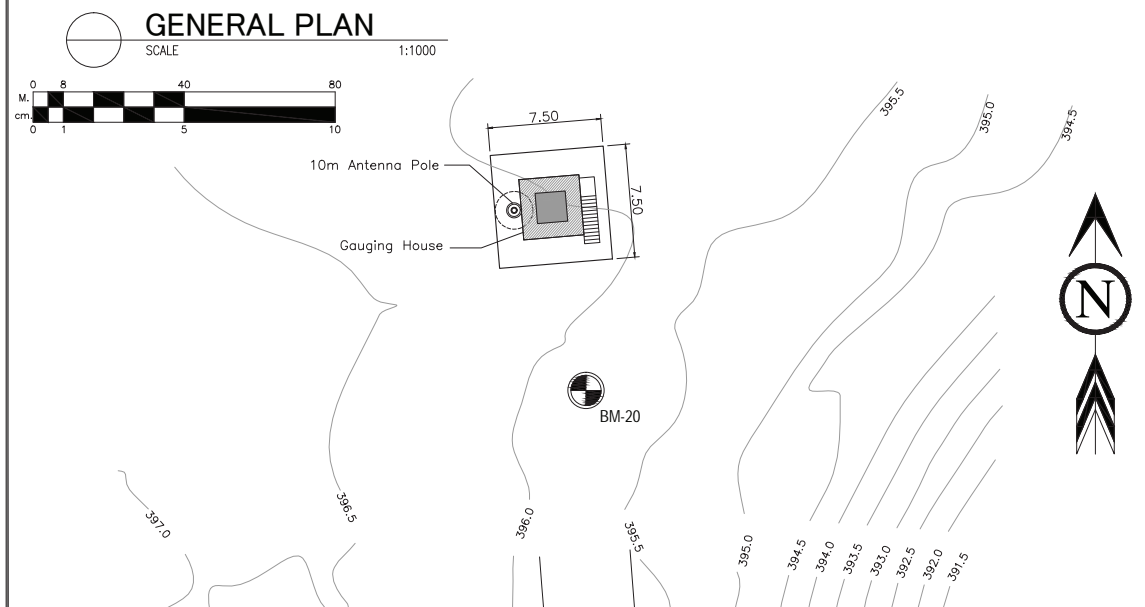 GENERAL PLAN
SCALE 1:1000
0 8 40 80
M.
cm.
0 1 5 10
7.50
395.5
395.0
394.5
10m Antenna Pole
7.50
Gauging House
N
BM-20
397.0
396.5
396.0
395.5
395.0
394.5
394.0
393.5
393.0
392.5
392.0
391.5